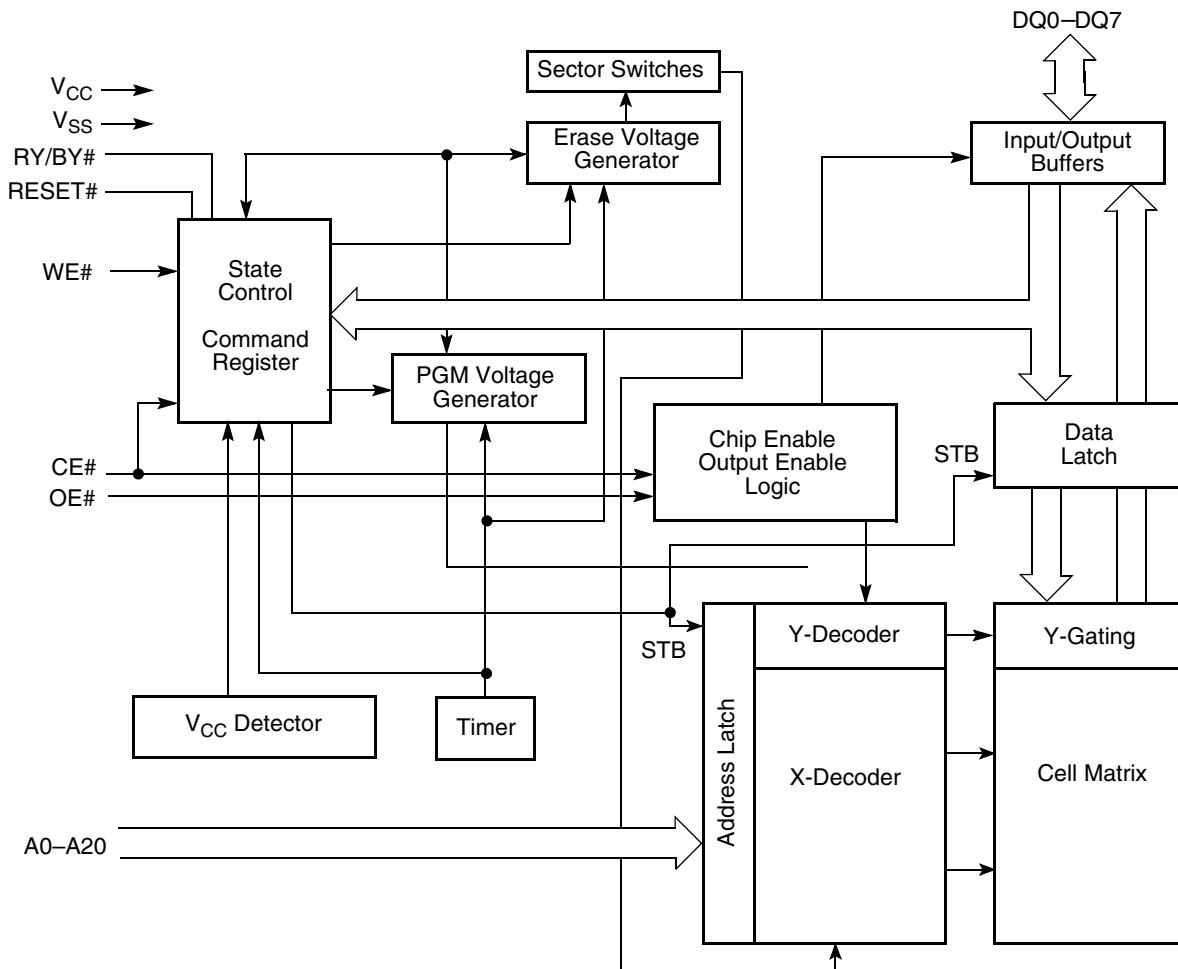 DQ0–DQ7
Sector Switches
VCC
VSS
RY/BY#
RESET#
Erase Voltage
Generator
Input/Output
Buffers
WE#
State
Control
Command
Register
PGM Voltage
Generator
CE#
OE#
Chip Enable
Output Enable
Logic
STB
Data
Latch
STB
Y-Decoder
Y-Gating
VCC Detector
Timer
Address Latch
X-Decoder
Cell Matrix
A0–A20